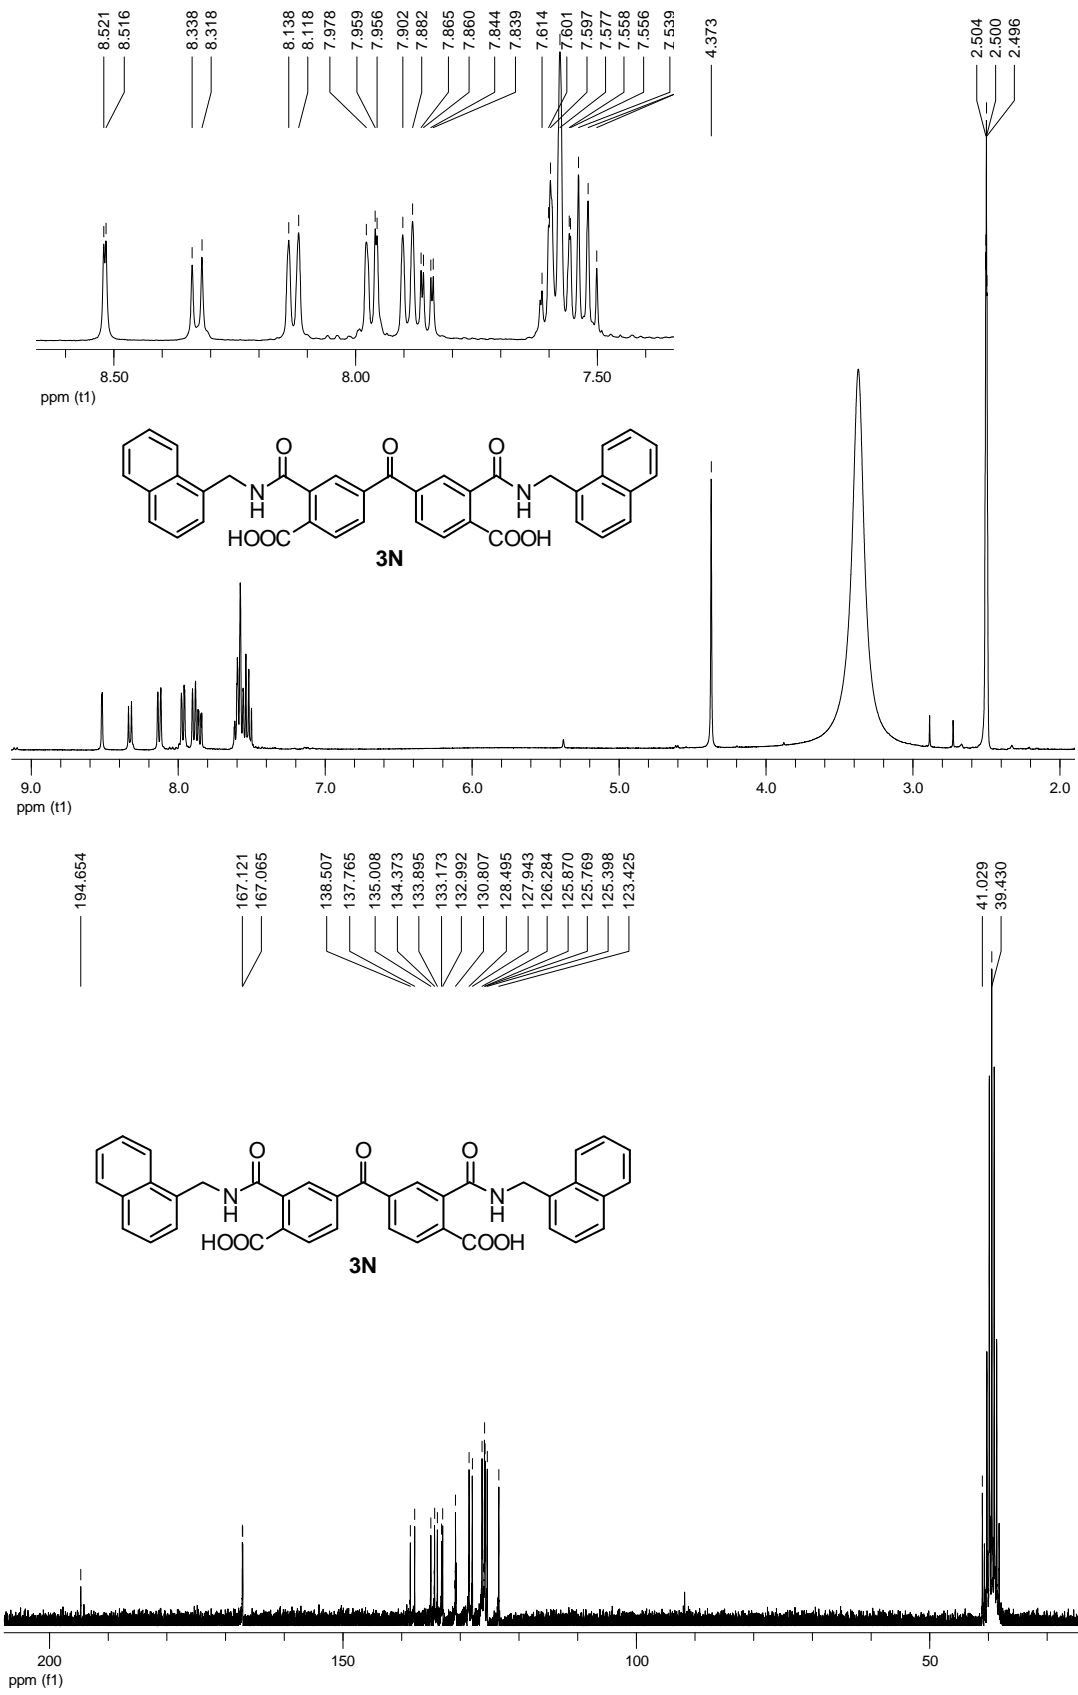 8.521
8.516
8.338
8.318
8.138
8.118
7.978
7.959
7.956
7.902
7.882
7.865
7.860
7.844
7.839
7.614
7.601
7.597
7.577
7.558
7.556
7.539
4.373
2.504
2.500
2.496
8.50 8.00 7.50
ppm (t1)
O O O
N N
H H
HOOC COOH
3N
9.0 8.0 7.0 6.0 5.0 4.0 3.0 2.0
ppm (t1)
194.654
167.121
167.065
138.507
137.765
135.008
134.373
133.895
133.173
132.992
130.807
128.495
127.943
126.284
125.870
125.769
125.398
123.425
41.029
39.430
O O O
N N
H H
HOOC COOH
3N
200 150 100 50
ppm (f1)